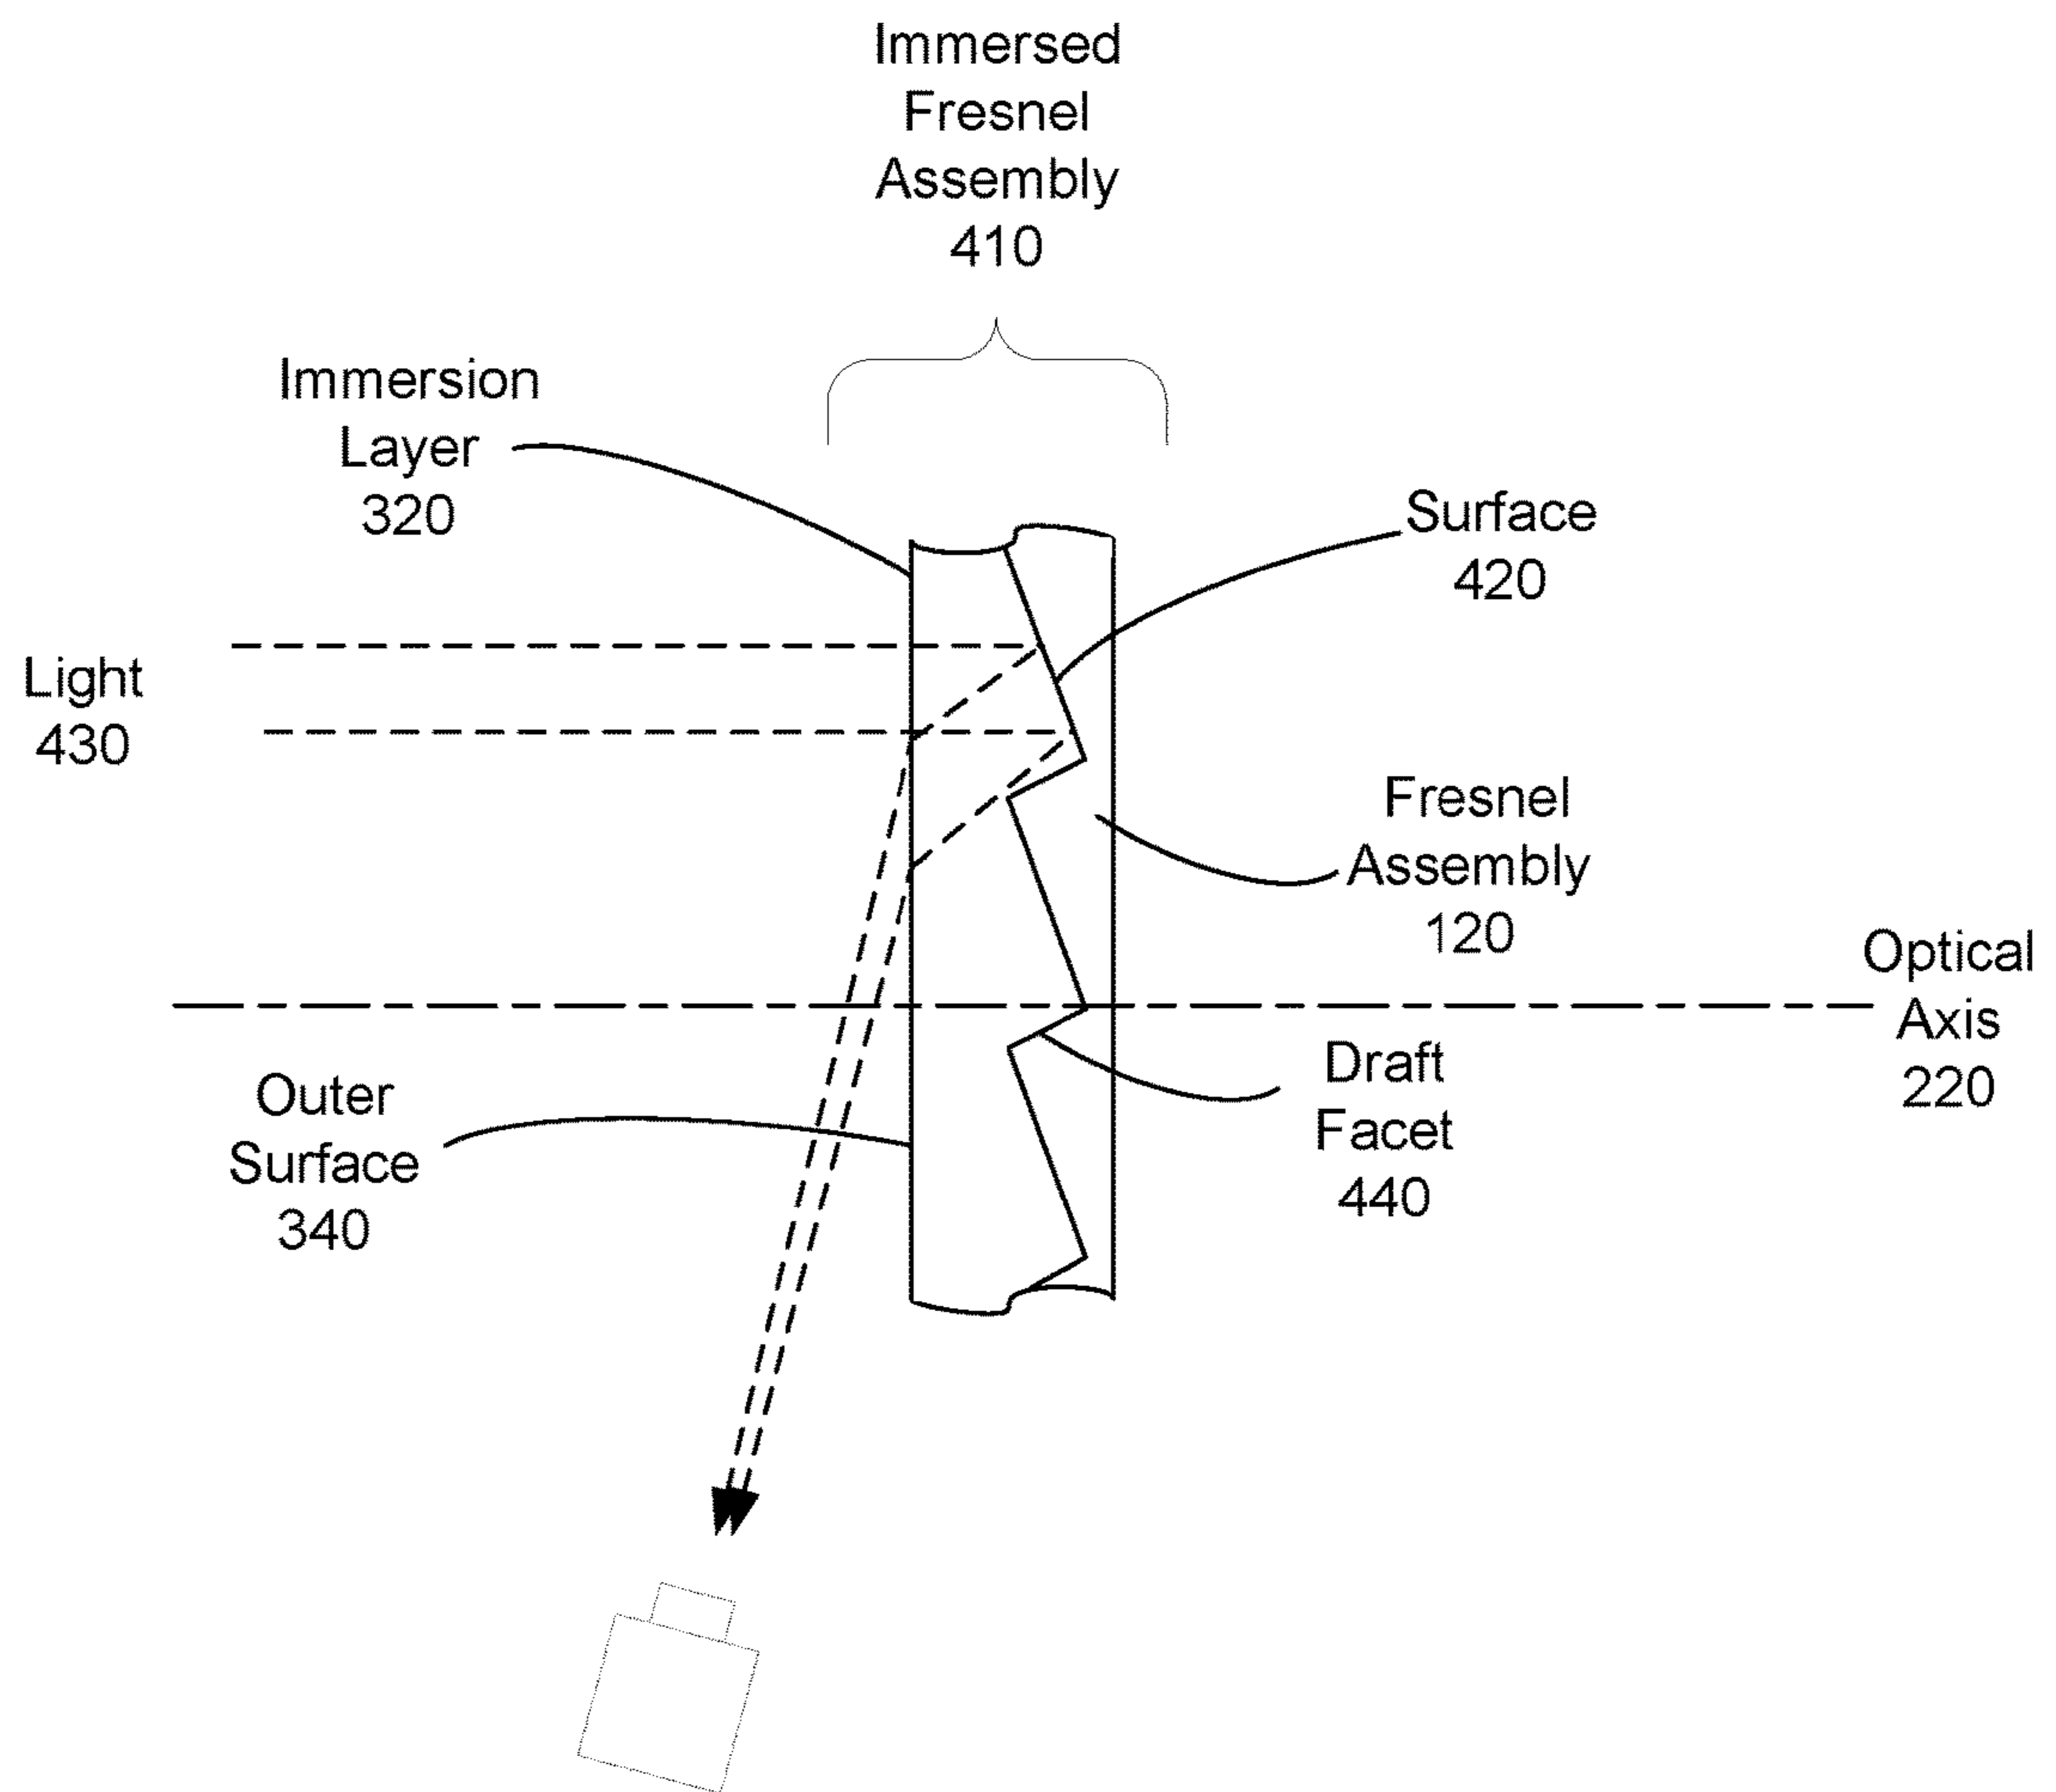 Immersed
Fresnel
Assembly
410
Immersion
Layer
320
Surface
420
Light
430
Fresnel
Assembly
120
Optical
Axis
220
Outer
Surface
340
Draft
Facet
440